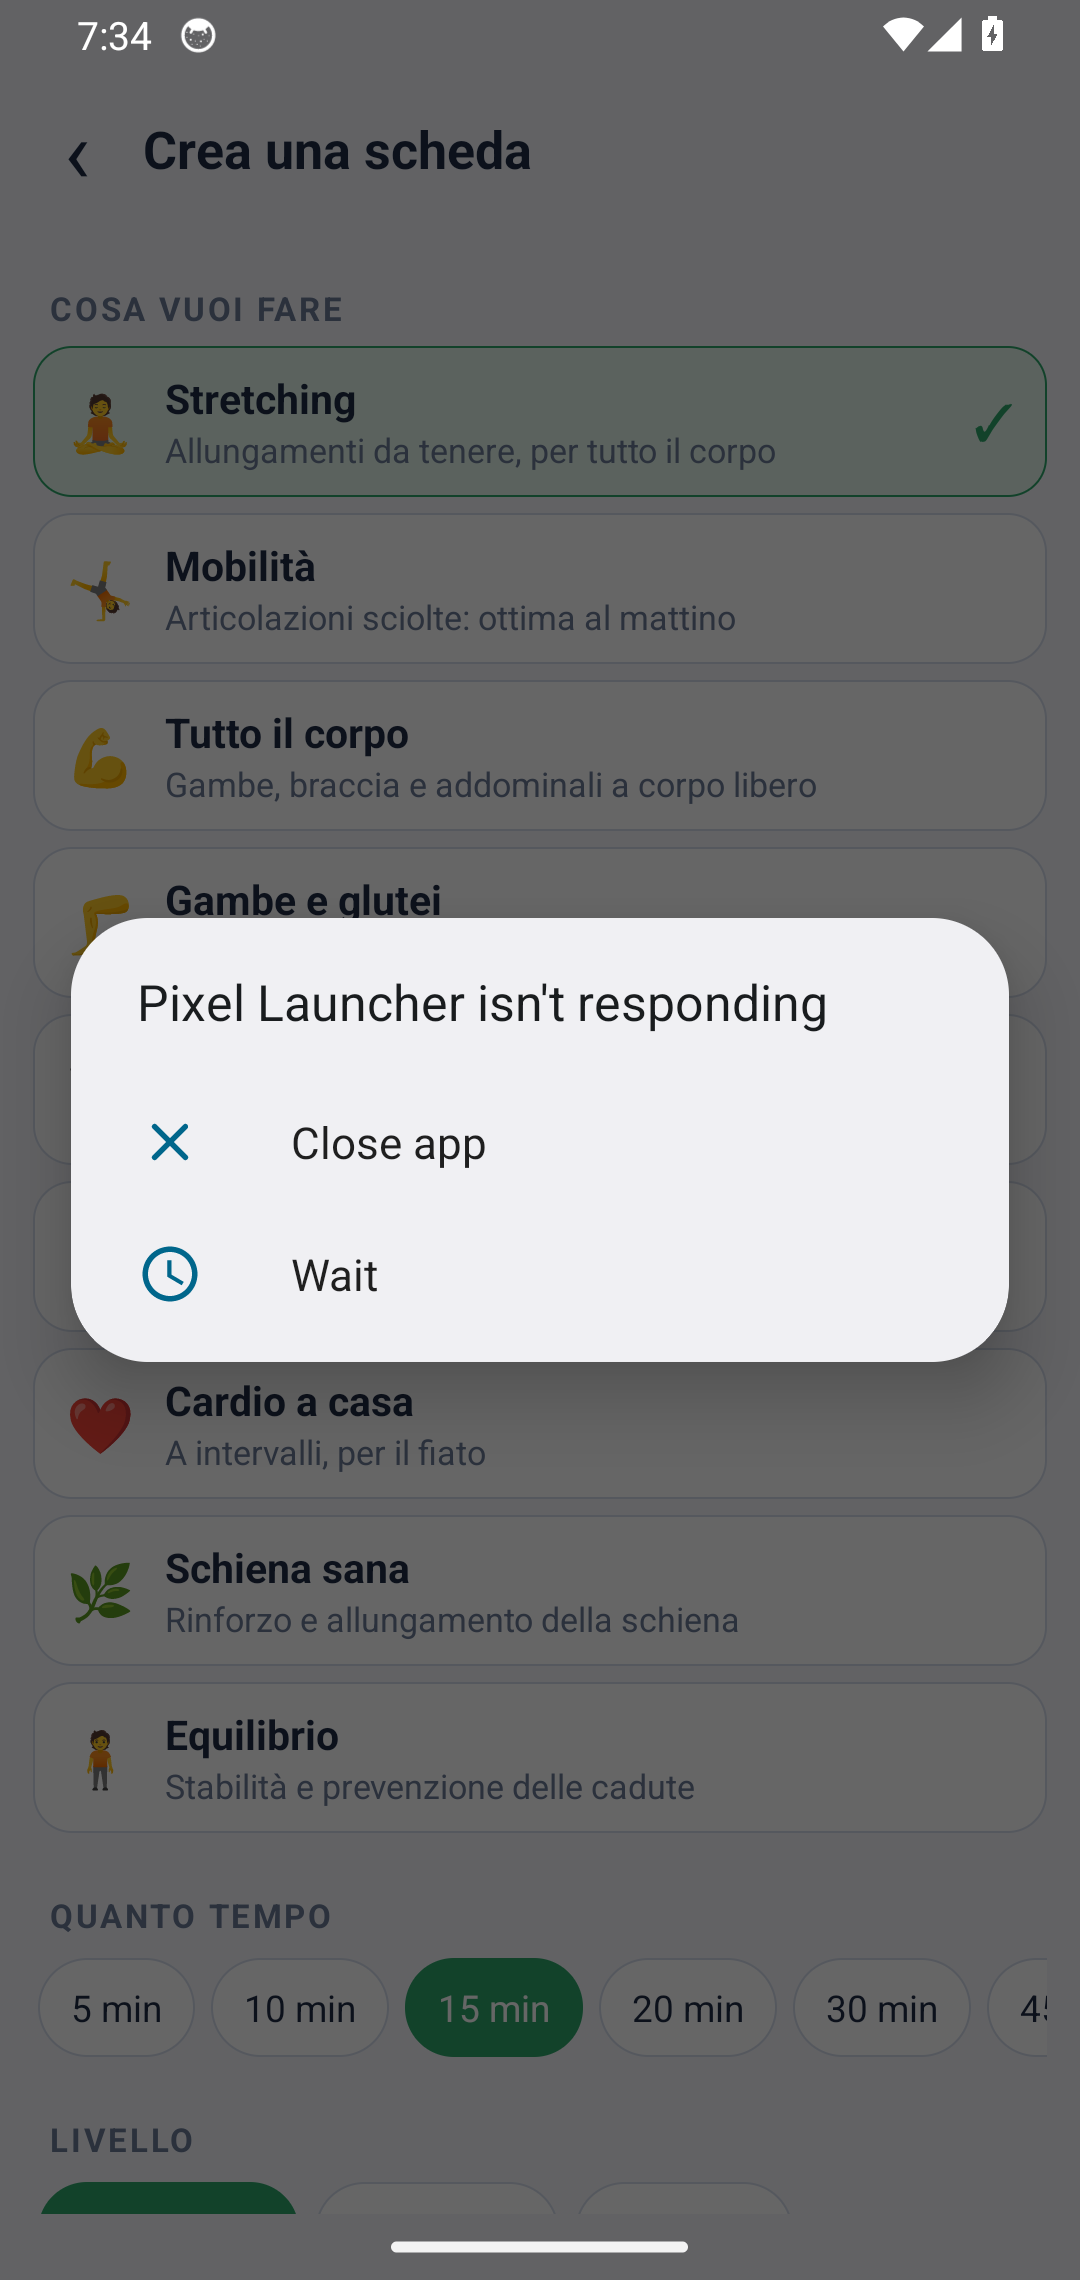 7:34
Crea una scheda
COSA VUOI FARE
Stretching
Allungamenti da tenere, per tutto il corpo
Mobilità
Articolazioni sciolte: ottima al mattino
Tutto il corpo
Gambe, braccia e addominali a corpo libero
Gambe e glutei
Pixel Launcher isn't responding
Close app
Wait
Cardio a casa
A intervalli, per il fiato
Schiena sana
Rinforzo e allungamento della schiena
Equilibrio
Stabilità e prevenzione delle cadute
QUANTO TEMPO
5 min 10 min 15 min 20 min 30 min
LIVELLO